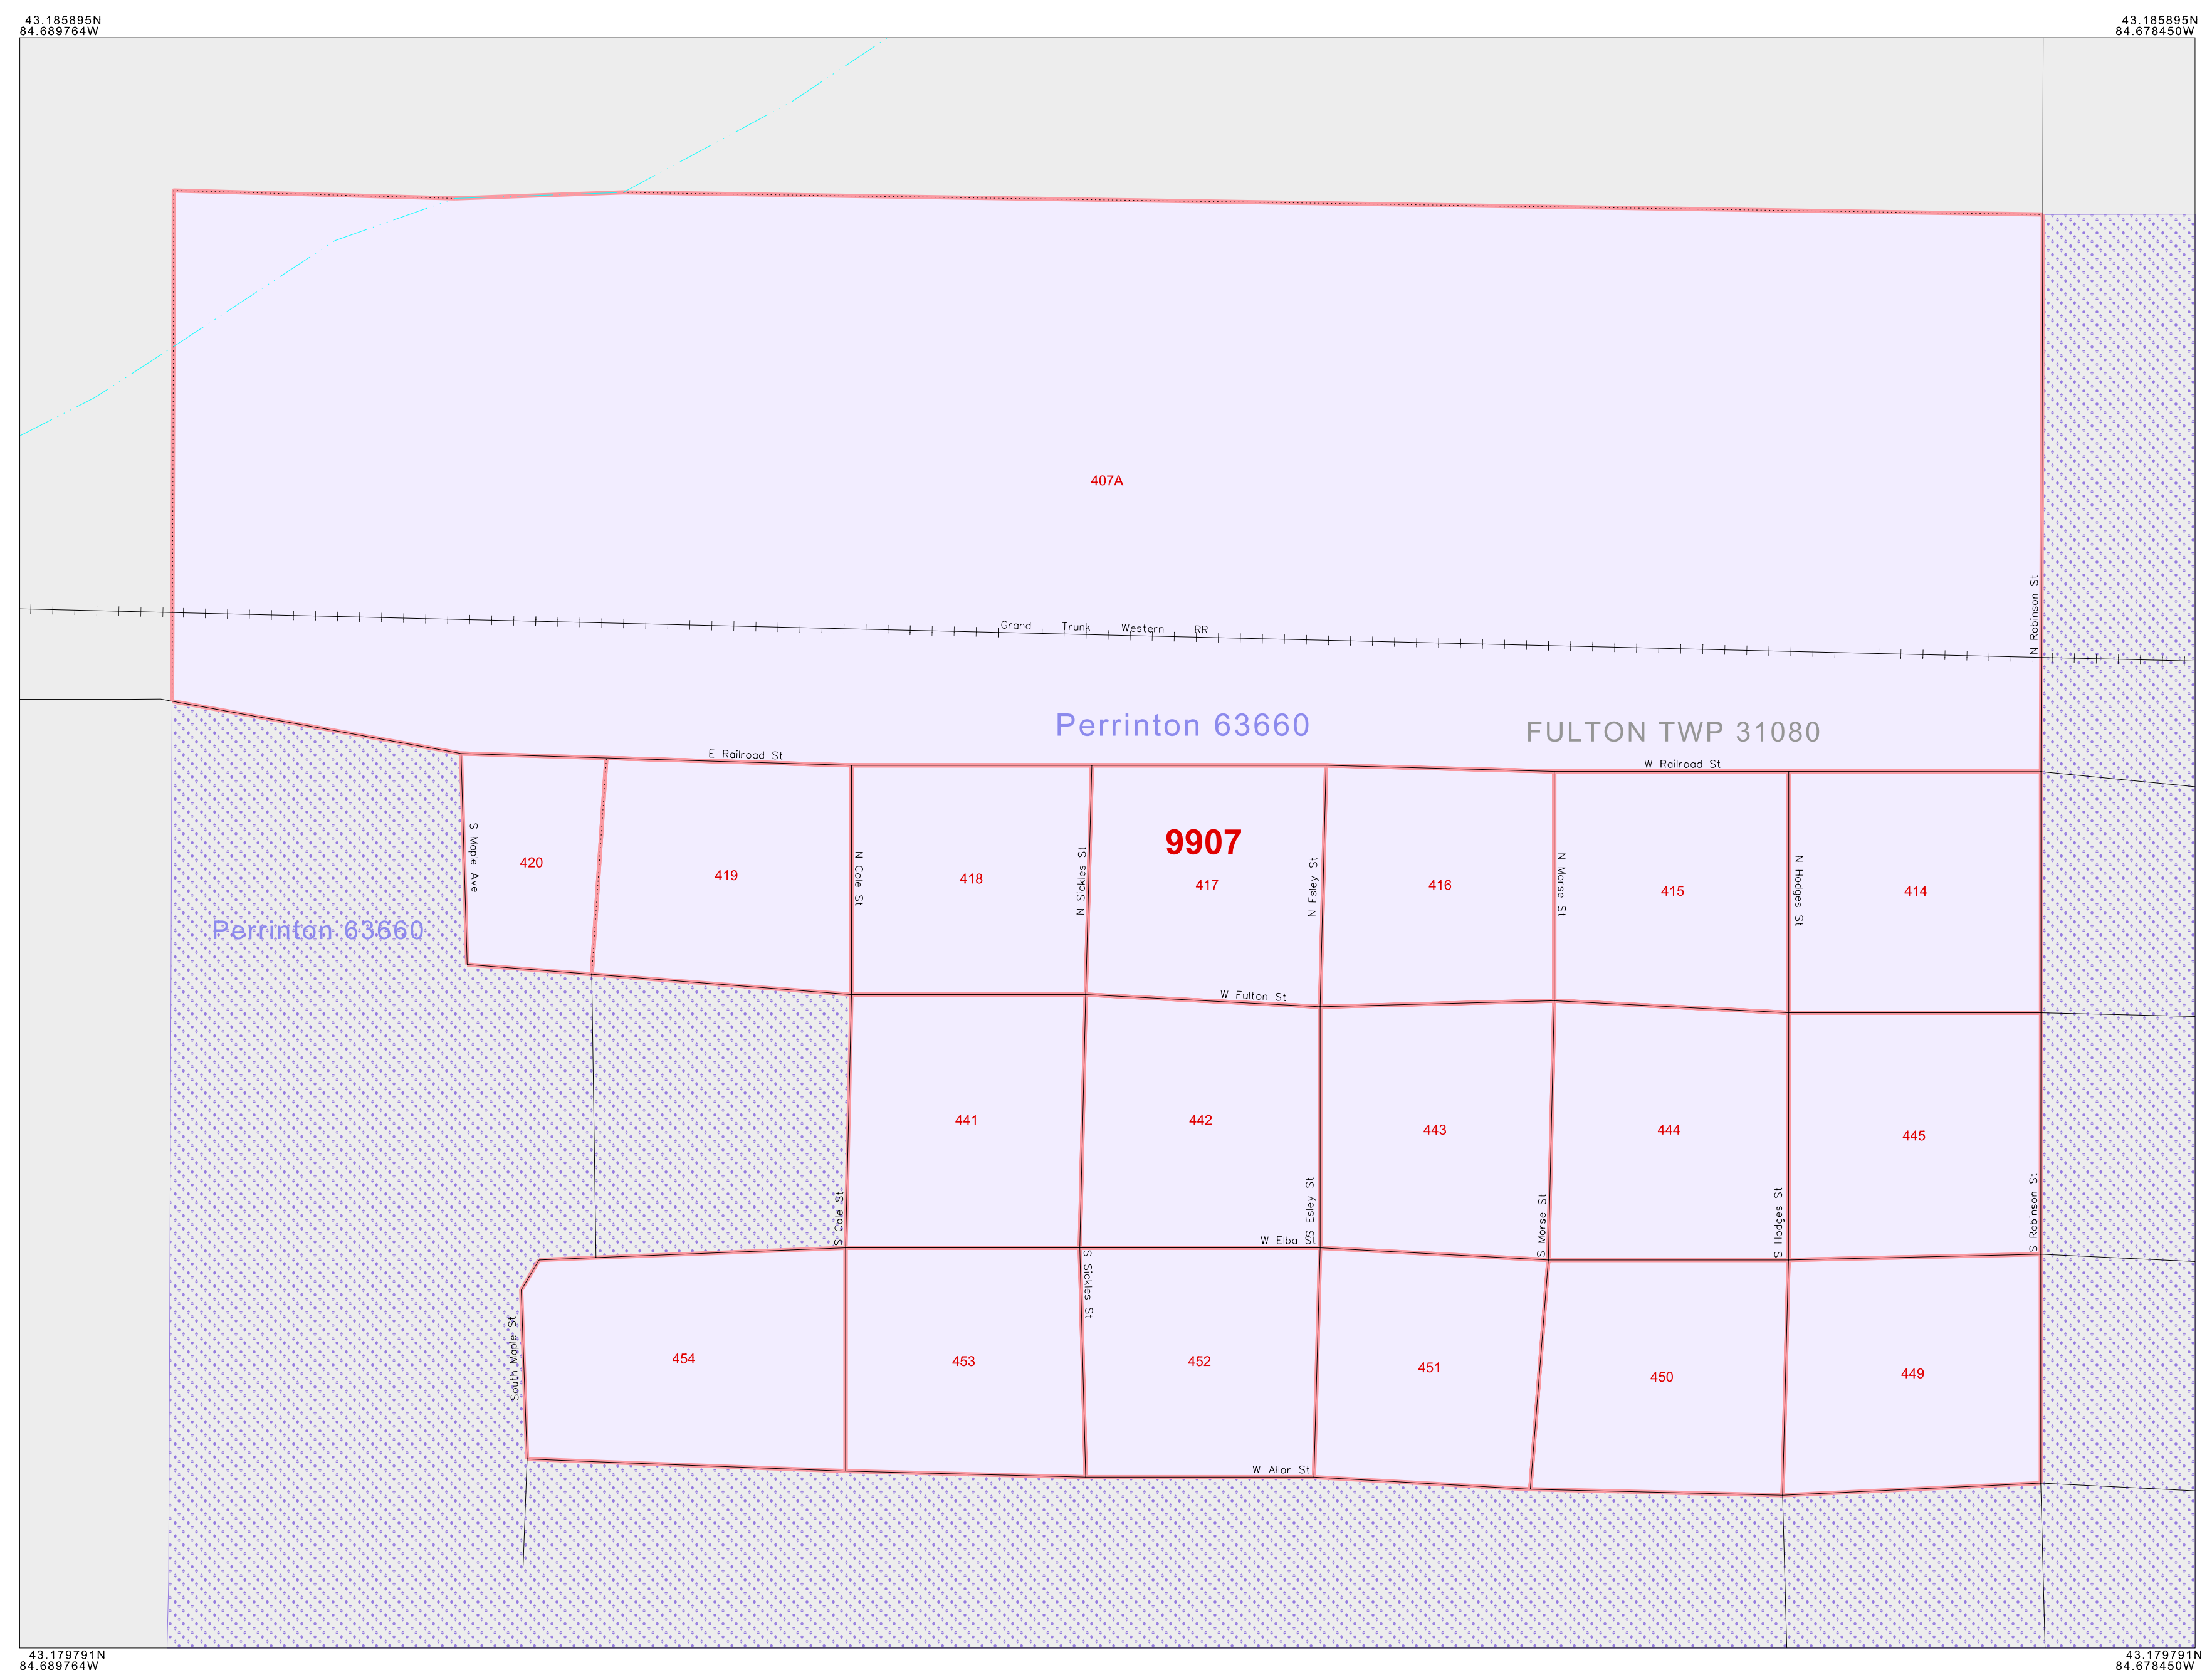 43.185895N
84.689764W
43.185895N
84.678450W
407A
N Robinson St
Grand Trunk Western RR
Perrinton 63660
FULTON TWP 31080
E Railroad St
W Railroad St
9907
S Maple Ave
420
419
N Cole St
418
N Sickles St
417
N Esley St
416
N Morse St
415
N Hodges St
414
Perrinton 63660
W Fulton St
441
442
443
444
445
S Cole St
S Esley St
S Morse St
S Hodges St
S Robinson St
W Elba St
S Sickles St
South Maple St
454
453
452
451
450
449
W Allor St
43.179791N
84.689764W
43.179791N
84.678450W